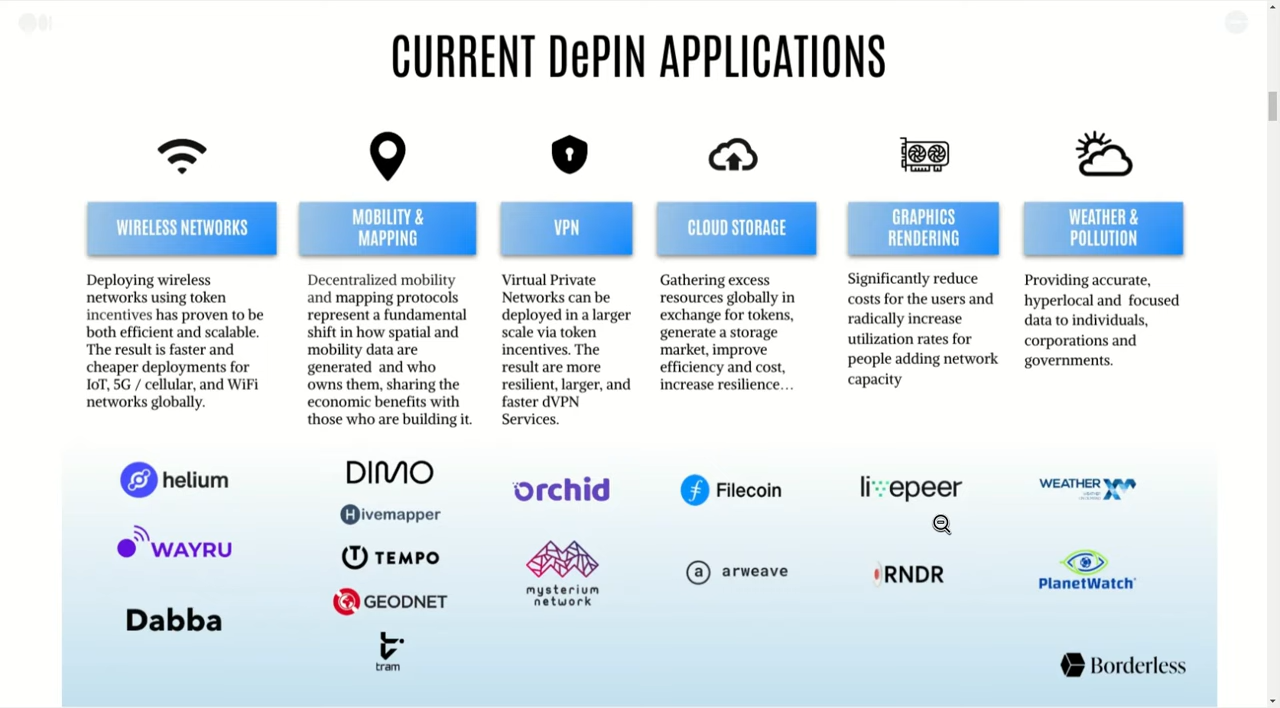 CURRENT DePIN APPLICATIONS
WIRELESS NETWORKS
Deploying wireless
networks using token
incentives has proven to be
both efficient and scalable.
The result is faster and
cheaper deployments for
IoT, 5G / cellular, and WiFi
networks globally.
helium
WAYRU
Dabba
MOBILITY &
MAPPING
Decentralized mobility
and mapping protocols
represent a fundamental
shift in how spatial and
mobility data are
generated and who
owns them, sharing the
economic benefits with
those who are building it.
DIMO
Hivemapper
TEMPO
GEODNET
tram
VPN
Virtual Private
Networks can be
deployed in a larger
scale via token
incentives. The
result are more
resilient, larger, and
faster dVPN
Services.
orchid
mysterium
network
CLOUD STORAGE
Gathering excess
resources globally in
exchange for tokens,
generate a storage
market, improve
efficiency and cost,
increase resilience…
Filecoin
a arweave
GRAPHICS
RENDERING
Significantly reduce
costs for the users and
radically increase
utilization rates for
people adding network
capacity
livepeer
RNDR
WEATHER &
POLLUTION
Providing accurate,
hyperlocal and focused
data to individuals,
corporations and
governments.
WEATHER XM
PLANETWATCH
Borderless